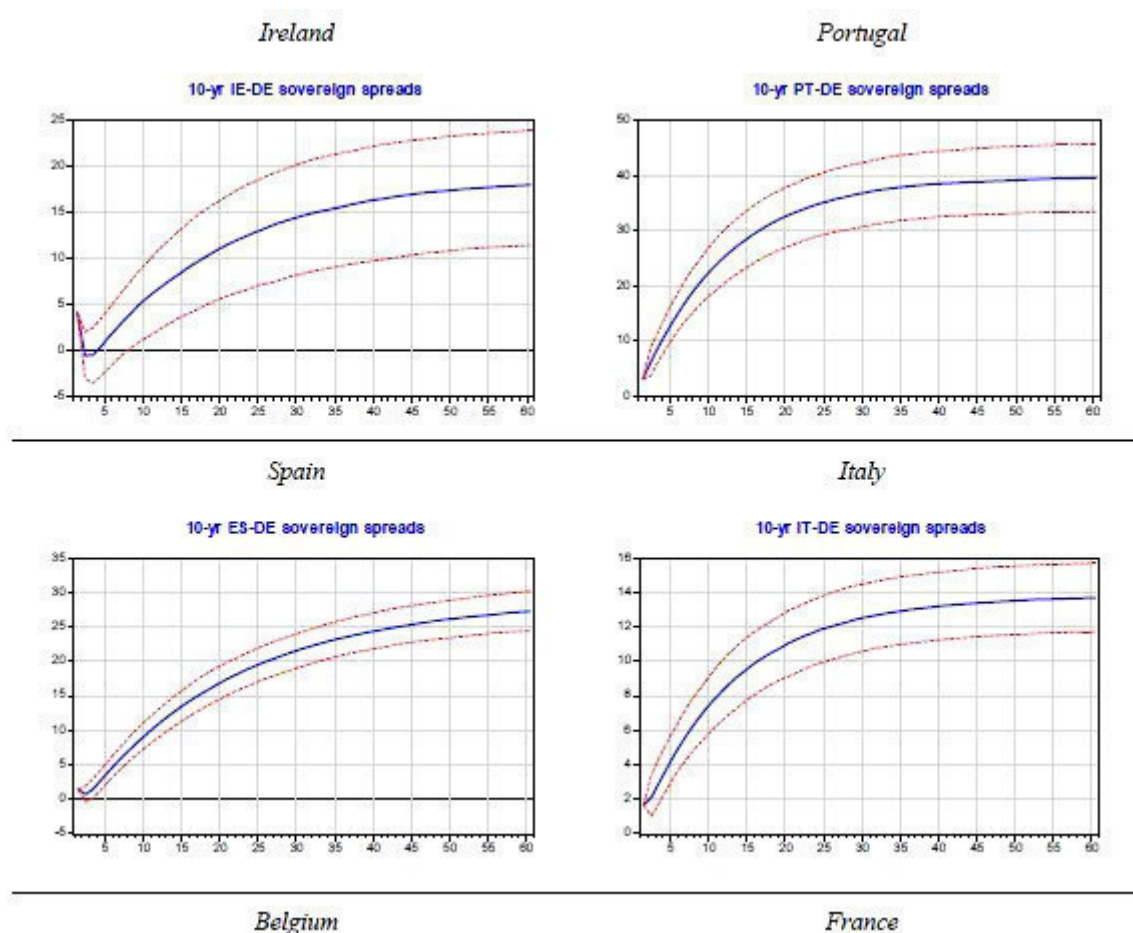 Ireland
Portugal
10-yr IE-DE sovereign spreads
10-yr PT-DE sovereign spreads
25
20
15
10
5
0
-5
5 10 15 20 25 30 35 40 45 50 55 60
50
40
30
20
10
0
5 10 15 20 25 30 35 40 45 50 55 60
Spain
Italy
10-yr ES-DE sovereign spreads
10-yr IT-DE sovereign spreads
35
30
25
20
15
10
5
0
-5
5 10 15 20 25 30 35 40 45 50 55 60
16
14
12
10
8
6
4
2
0
5 10 15 20 25 30 35 40 45 50 55 60
Belgium
France